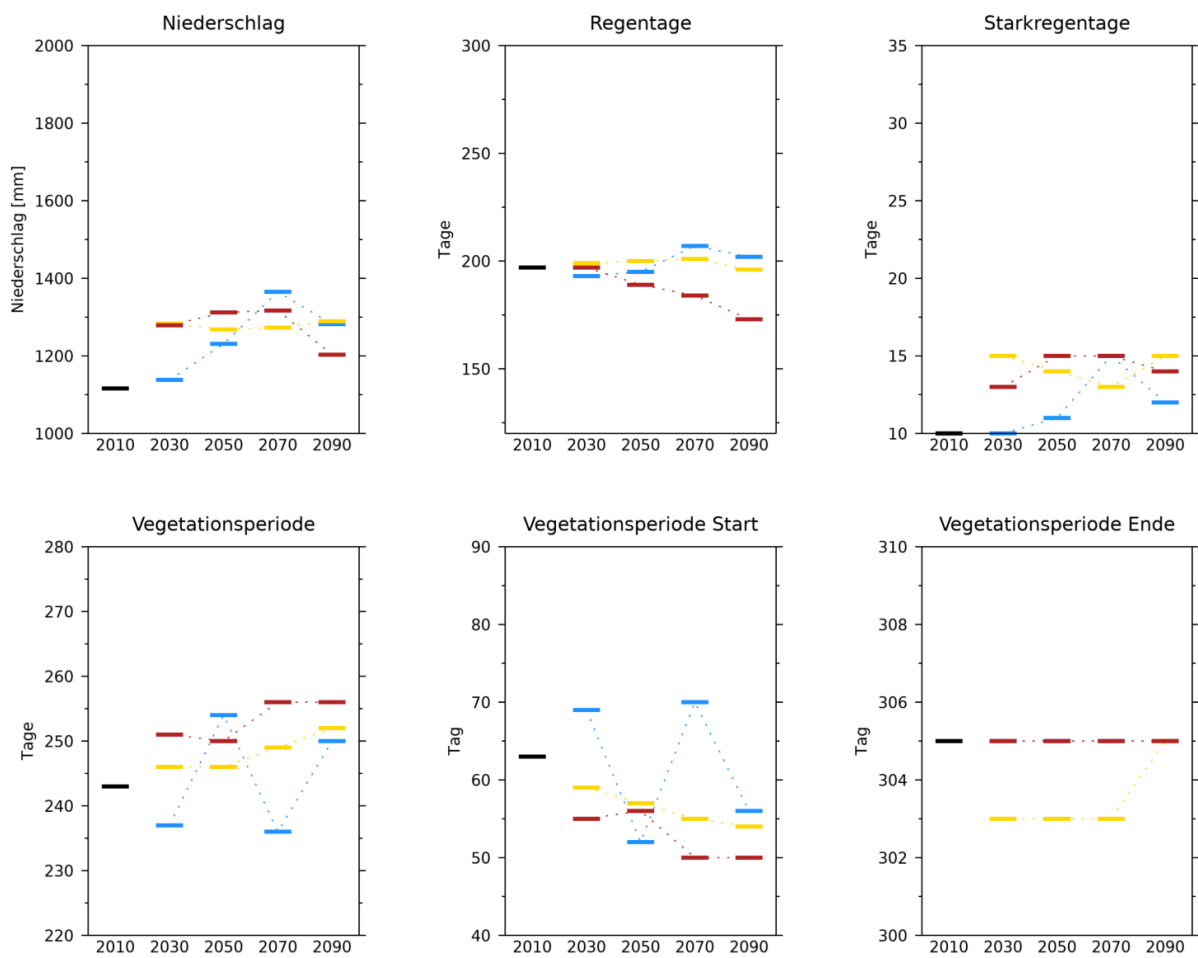 Niederschlag
2000
1800
1600
1400
1200
1000
Niederschlag [mm]
2010 2030 2050 2070 2090
Regentage
300
250
200
150
Tage
2010 2030 2050 2070 2090
Starkregentage
35
30
25
20
15
10
Tage
2010 2030 2050 2070 2090
Vegetationsperiode
280
270
260
250
240
230
220
Tage
2010 2030 2050 2070 2090
Vegetationsperiode Start
90
80
70
60
50
40
Tag
2010 2030 2050 2070 2090
Vegetationsperiode Ende
310
308
306
304
302
300
Tag
2010 2030 2050 2070 2090